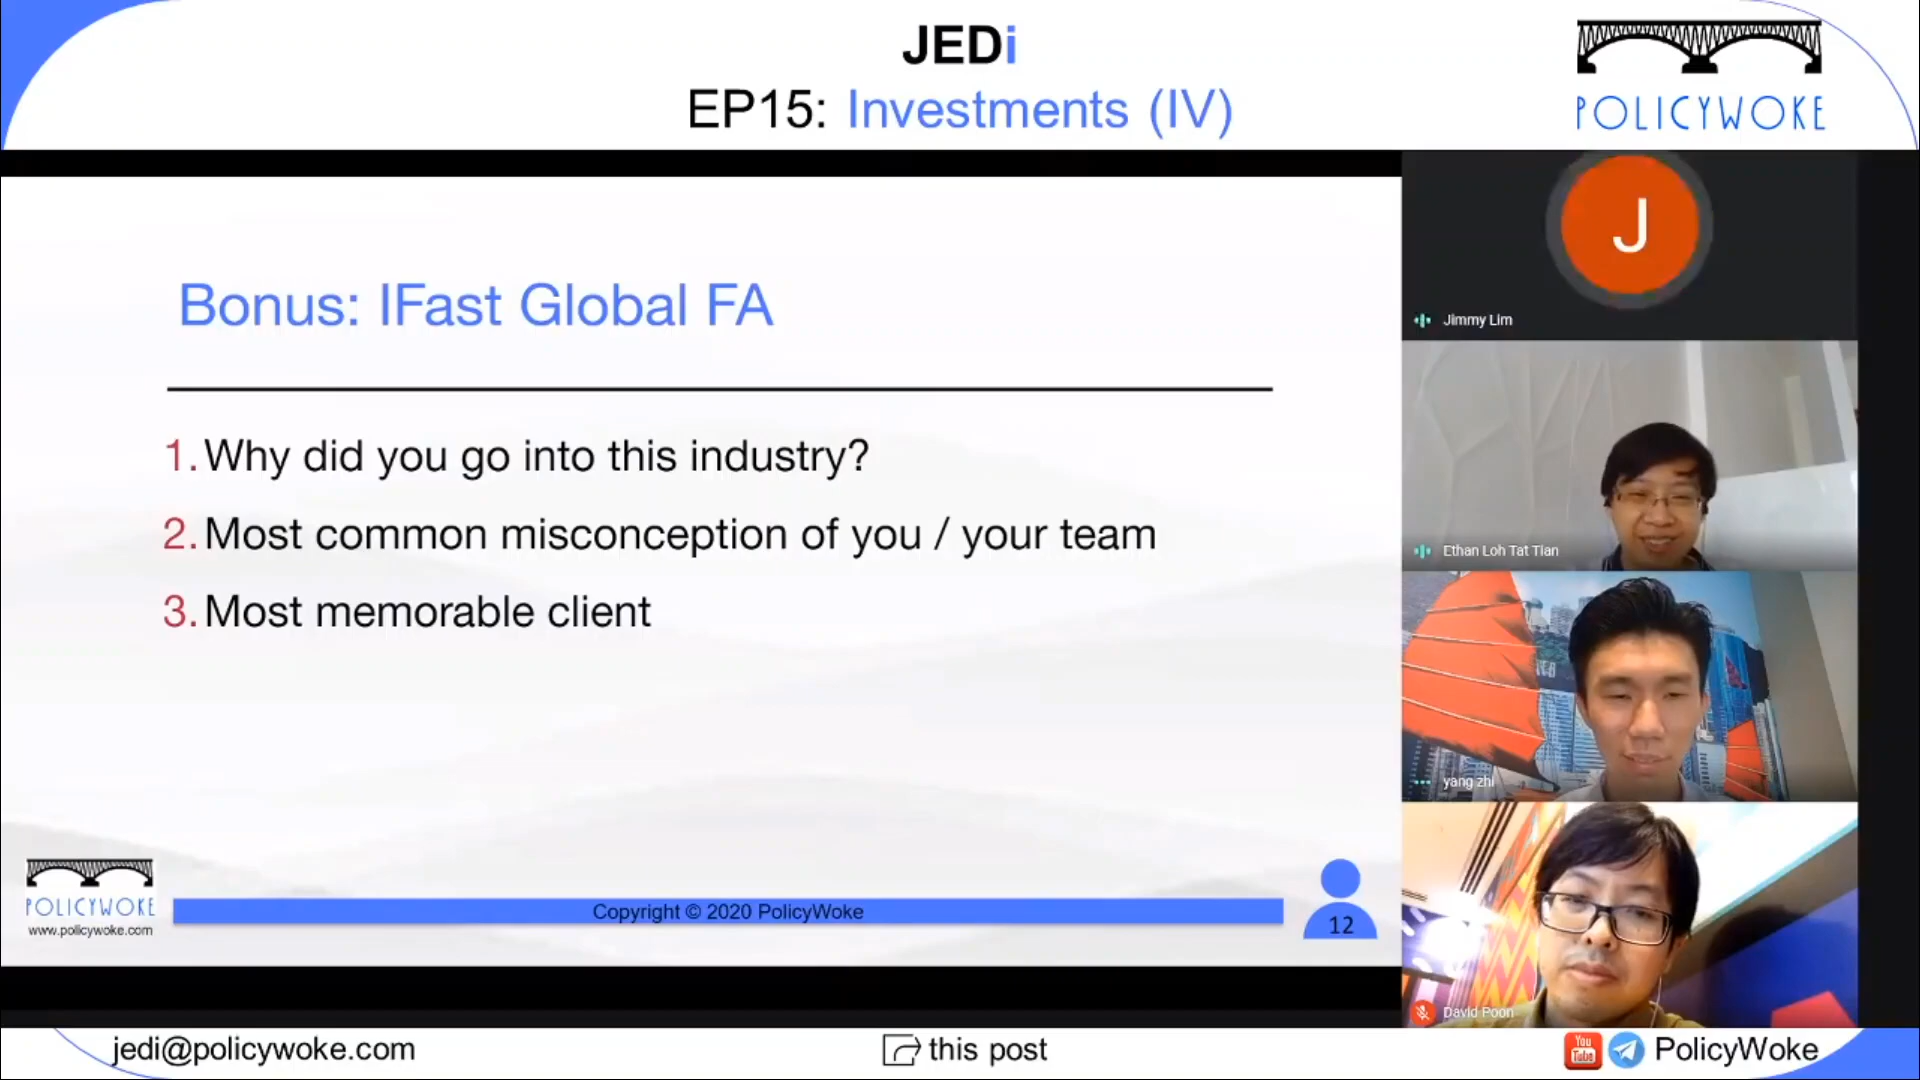 JEDi
EP15: Investments (IV)
POLICYWOKE
Bonus: IFast Global FA
1. Why did you go into this industry?
2. Most common misconception of you / your team
3. Most memorable client
POLICYWOKE
www.policywoke.com
Copyright © 2020 PolicyWoke
12
J
Jimmy Lim
Ethan Loh Tat Tian
yang zhi
David Poon
jedi@policywoke.com
this post
You
Tube
PolicyWoke